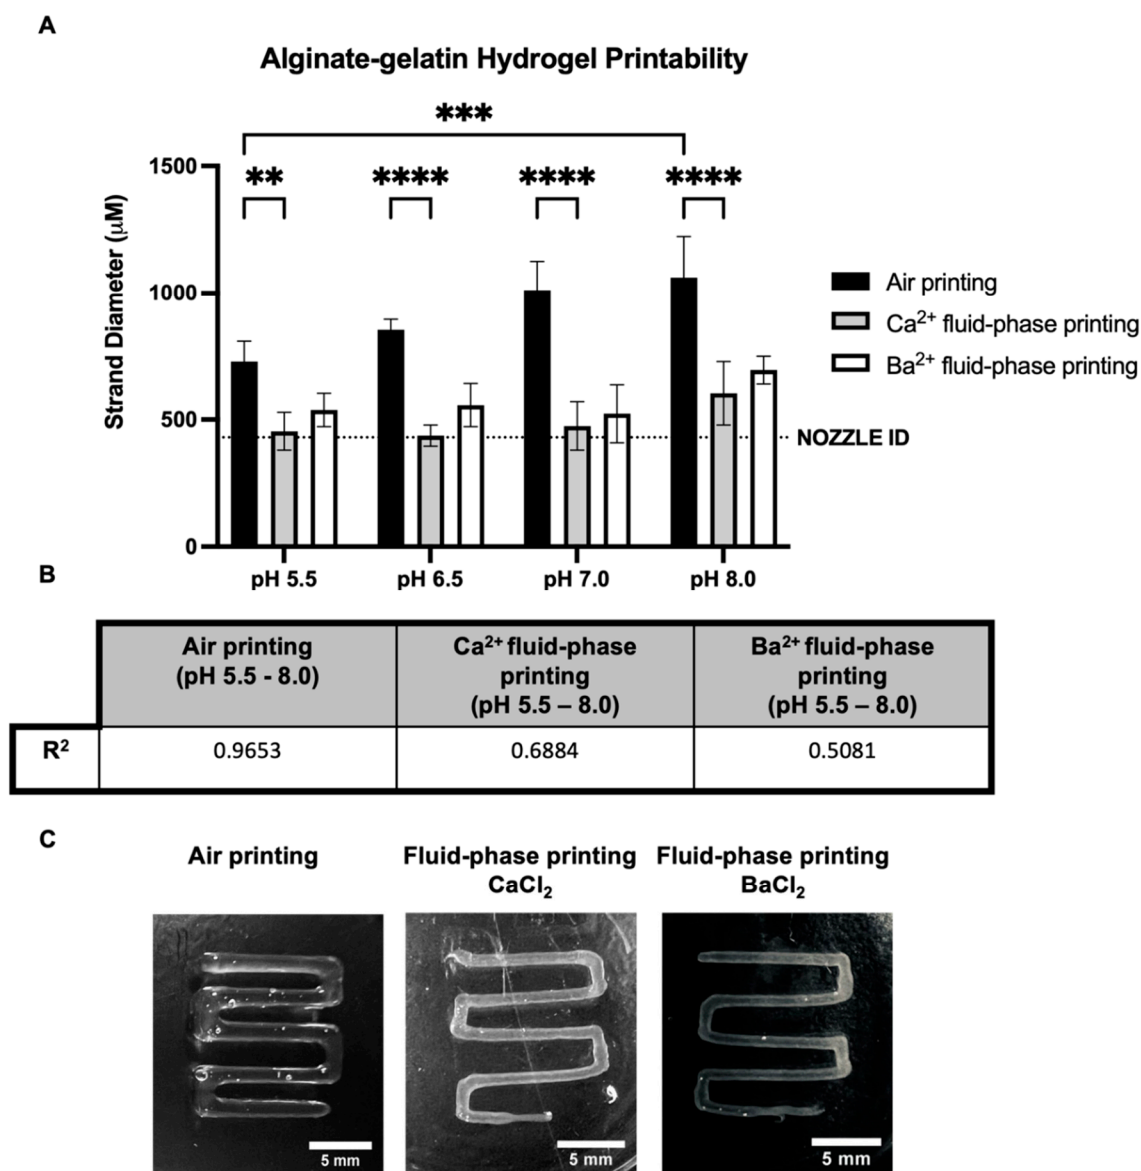 A
Alginate-gelatin Hydrogel Printability
***
1500
**
****
****
****
1000
500
0
Strand Diameter (μM)
Air printing
Ca²⁺ fluid-phase printing
Ba²⁺ fluid-phase printing
NOZZLE ID
pH 5.5
pH 6.5
pH 7.0
pH 8.0
B
Air printing
(pH 5.5 - 8.0)
Ca²⁺ fluid-phase
printing
(pH 5.5 – 8.0)
Ba²⁺ fluid-phase
printing
(pH 5.5 – 8.0)
R²
0.9653
0.6884
0.5081
C
Air printing
Fluid-phase printing
CaCl₂
Fluid-phase printing
BaCl₂
5 mm
5 mm
5 mm